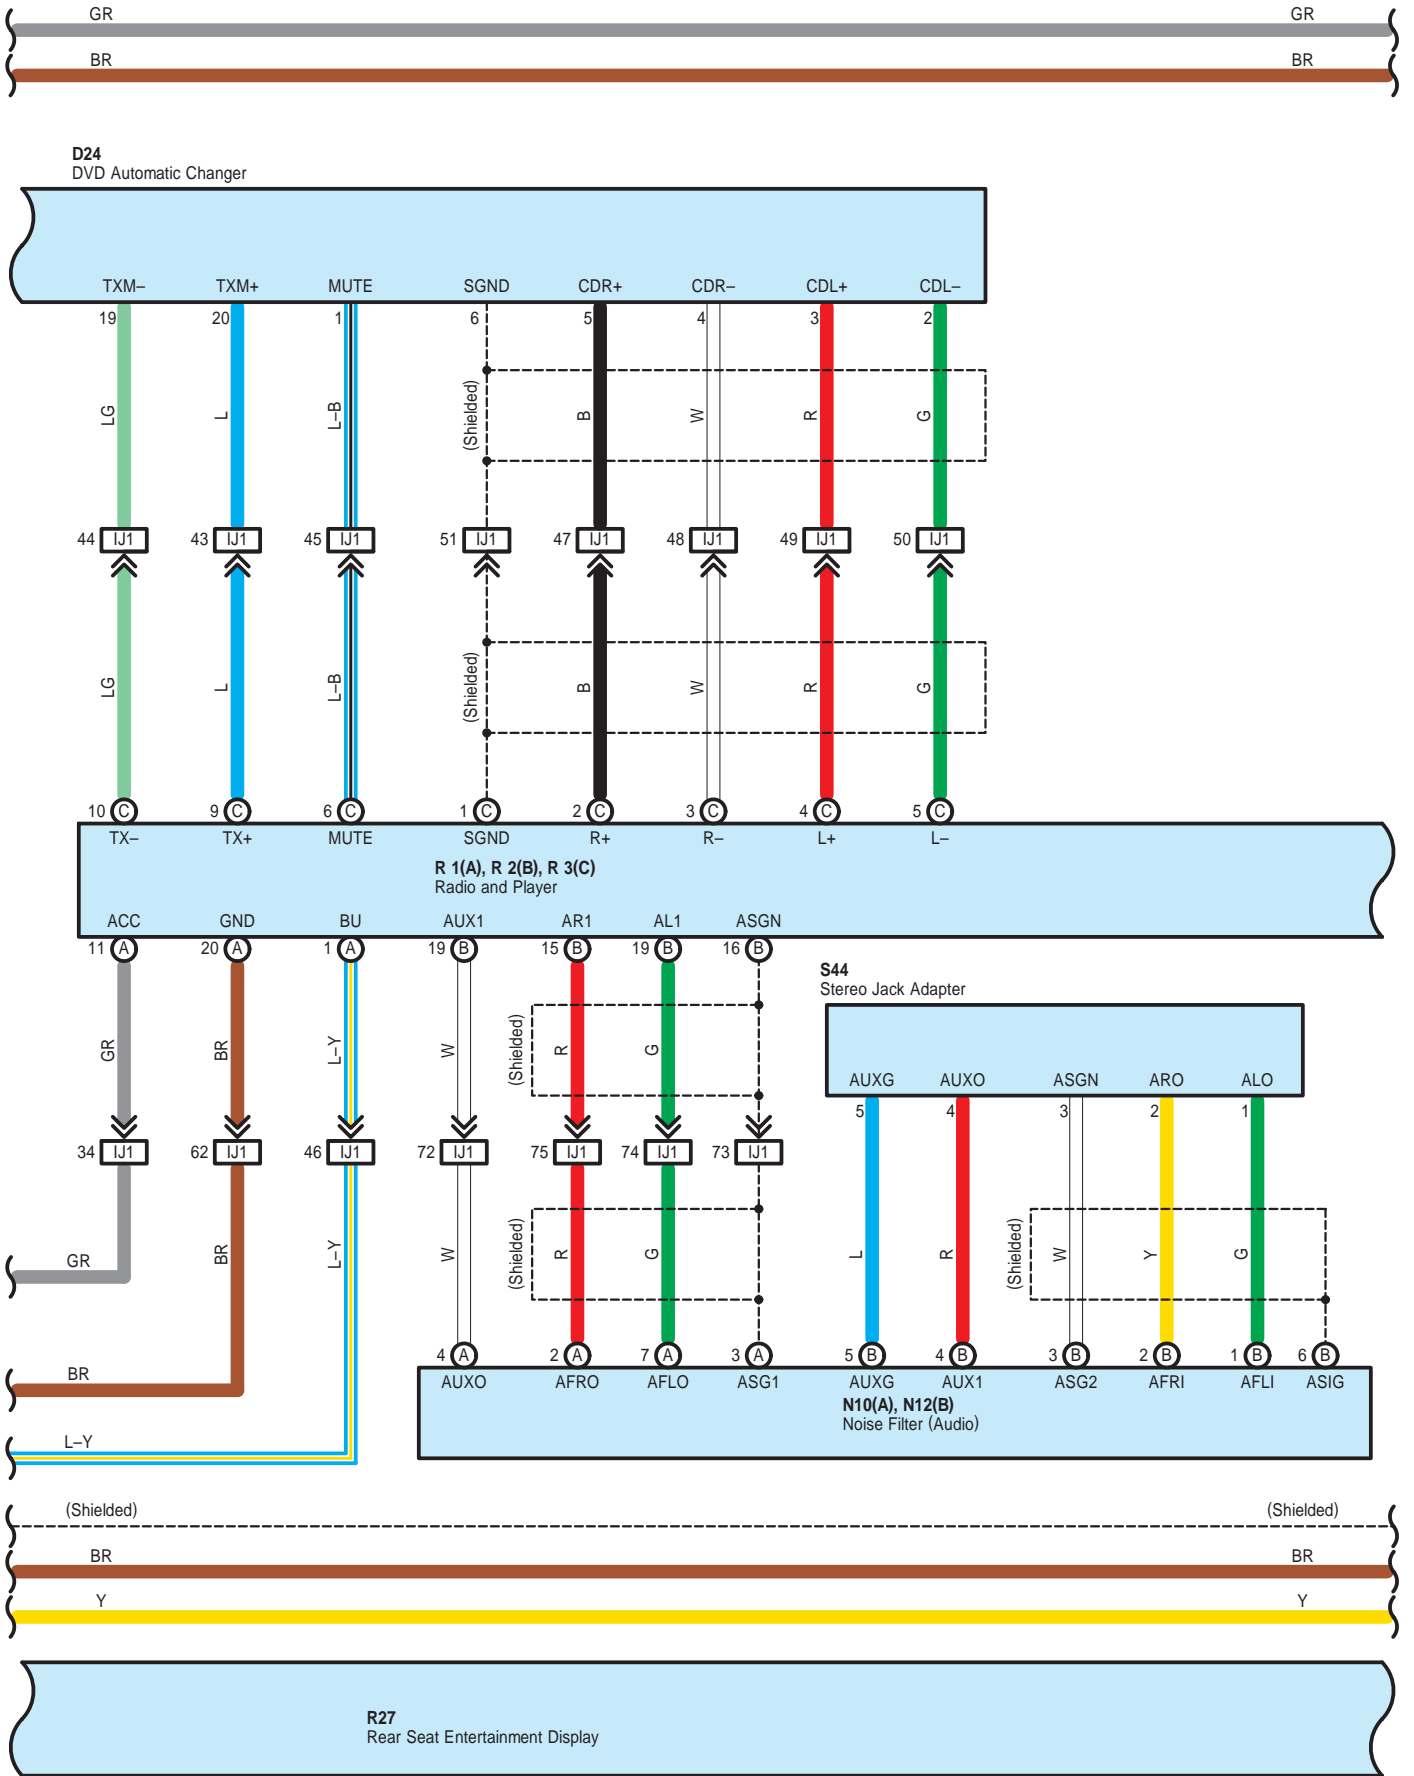 GR GR
BR BR
D24
DVD Automatic Changer
TXM– TXM+ MUTE SGND CDR+ CDR– CDL+ CDL–
19 20 1 6 5 4 3 2
LG L L–B (Shielded) B W R G
44 IJ1 43 IJ1 45 IJ1 51 IJ1 47 IJ1 48 IJ1 49 IJ1 50 IJ1
LG L L–B (Shielded) B W R G
10 C 9 C 6 C 1 C 2 C 3 C 4 C 5 C
TX– TX+ MUTE SGND R+ R– L+ L–
R 1(A), R 2(B), R 3(C)
Radio and Player
ACC GND BU AUX1 AR1 AL1 ASGN
11 A 20 A 1 A 19 B 15 B 19 B 16 B
S44
Stereo Jack Adapter
GR BR L–Y W (Shielded) R G
AUXG AUXO ASGN ARO ALO
5 4 3 2 1
34 IJ1 62 IJ1 46 IJ1 72 IJ1 75 IJ1 74 IJ1 73 IJ1
GR BR L–Y W (Shielded) R G L R (Shielded) W Y G
4 A 2 A 7 A 3 A 5 B 4 B 3 B 2 B 1 B 6 B
BR AUXO AFRO AFLO ASG1 AUXG AUX1 ASG2 AFRI AFLI ASIG
N10(A), N12(B)
Noise Filter (Audio)
L–Y
(Shielded) (Shielded)
BR BR
Y Y
R27
Rear Seat Entertainment Display